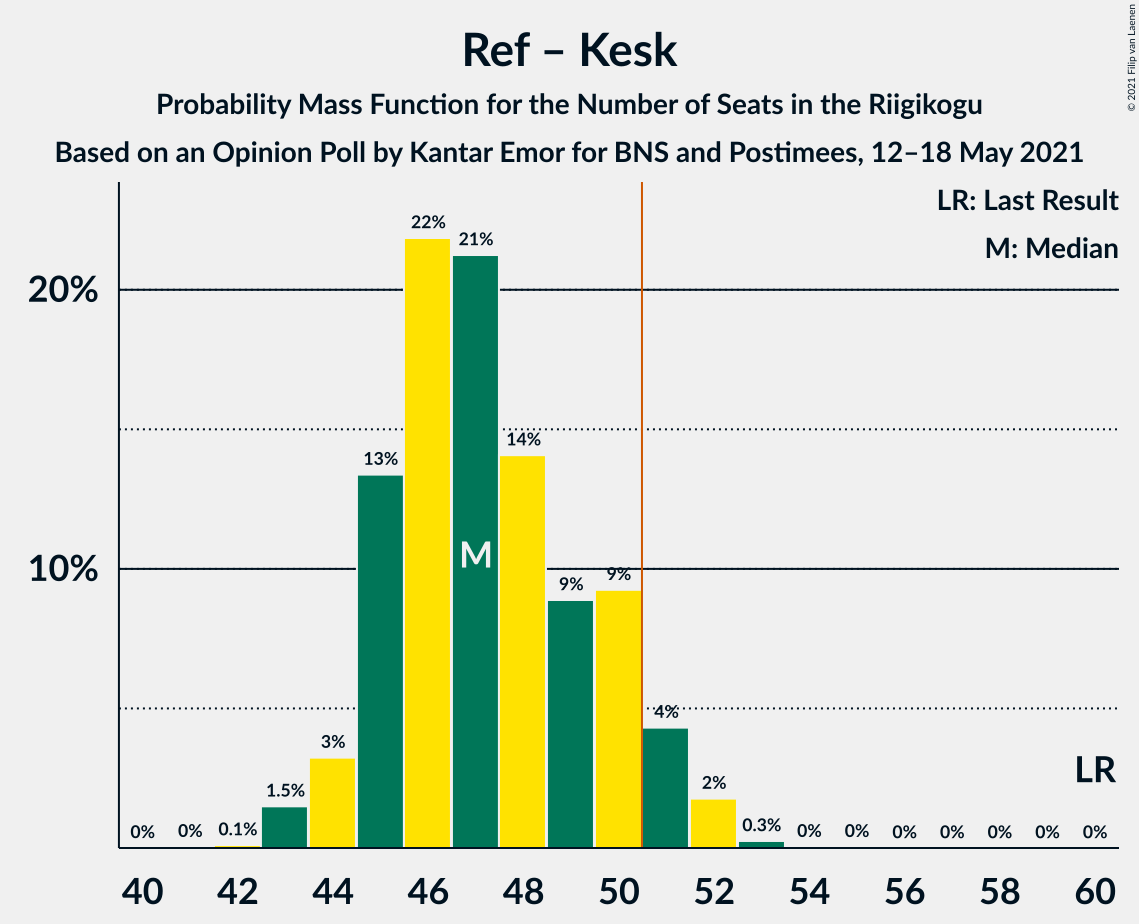 Ref – Kesk
Probability Mass Function for the Number of Seats in the Riigikogu
Based on an Opinion Poll by Kantar Emor for BNS and Postimees, 12–18 May 2021
© 2021 Filip van Laenen
LR: Last Result
M: Median
20%
10%
0%
0%
0.1%
1.5%
3%
13%
22%
21%
14%
9%
9%
4%
2%
0.3%
0%
0%
0%
0%
0%
0%
0%
M
LR
40 42 44 46 48 50 52 54 56 58 60